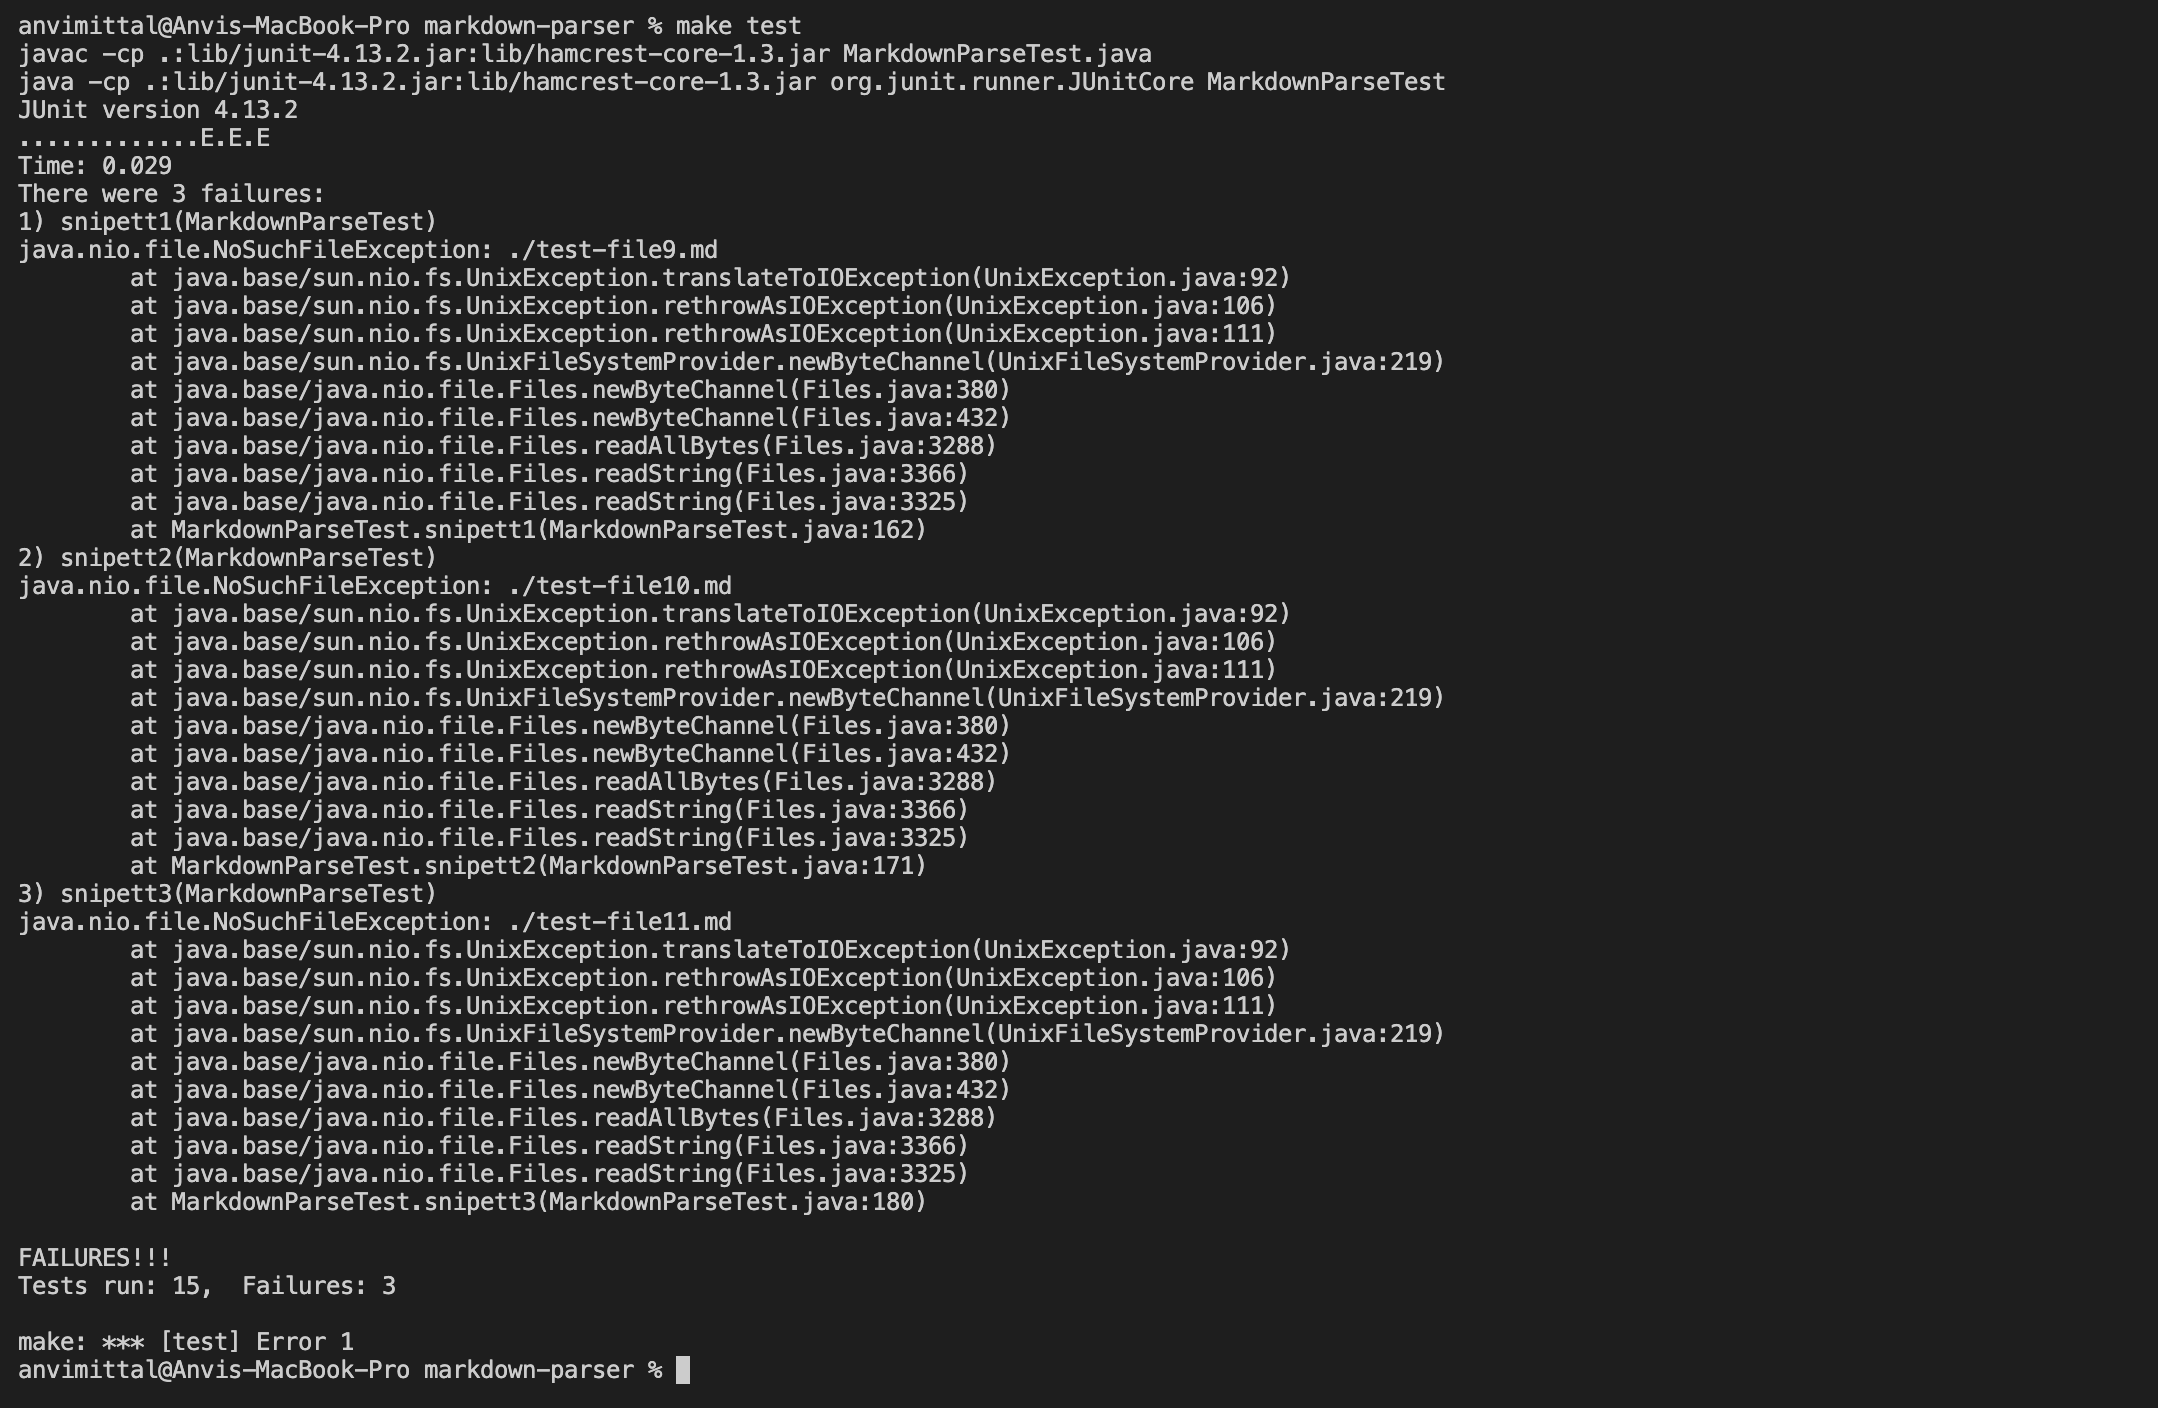 anvimittal@Anvis-MacBook-Pro markdown-parser % make test
javac -cp .:lib/junit-4.13.2.jar:lib/hamcrest-core-1.3.jar MarkdownParseTest.java
java -cp .:lib/junit-4.13.2.jar:lib/hamcrest-core-1.3.jar org.junit.runner.JUnitCore MarkdownParseTest
JUnit version 4.13.2
.............E.E.E
Time: 0.029
There were 3 failures:
1) snipett1(MarkdownParseTest)
java.nio.file.NoSuchFileException: ./test-file9.md
        at java.base/sun.nio.fs.UnixException.translateToIOException(UnixException.java:92)
        at java.base/sun.nio.fs.UnixException.rethrowAsIOException(UnixException.java:106)
        at java.base/sun.nio.fs.UnixException.rethrowAsIOException(UnixException.java:111)
        at java.base/sun.nio.fs.UnixFileSystemProvider.newByteChannel(UnixFileSystemProvider.java:219)
        at java.base/java.nio.file.Files.newByteChannel(Files.java:380)
        at java.base/java.nio.file.Files.newByteChannel(Files.java:432)
        at java.base/java.nio.file.Files.readAllBytes(Files.java:3288)
        at java.base/java.nio.file.Files.readString(Files.java:3366)
        at java.base/java.nio.file.Files.readString(Files.java:3325)
        at MarkdownParseTest.snipett1(MarkdownParseTest.java:162)
2) snipett2(MarkdownParseTest)
java.nio.file.NoSuchFileException: ./test-file10.md
        at java.base/sun.nio.fs.UnixException.translateToIOException(UnixException.java:92)
        at java.base/sun.nio.fs.UnixException.rethrowAsIOException(UnixException.java:106)
        at java.base/sun.nio.fs.UnixException.rethrowAsIOException(UnixException.java:111)
        at java.base/sun.nio.fs.UnixFileSystemProvider.newByteChannel(UnixFileSystemProvider.java:219)
        at java.base/java.nio.file.Files.newByteChannel(Files.java:380)
        at java.base/java.nio.file.Files.newByteChannel(Files.java:432)
        at java.base/java.nio.file.Files.readAllBytes(Files.java:3288)
        at java.base/java.nio.file.Files.readString(Files.java:3366)
        at java.base/java.nio.file.Files.readString(Files.java:3325)
        at MarkdownParseTest.snipett2(MarkdownParseTest.java:171)
3) snipett3(MarkdownParseTest)
java.nio.file.NoSuchFileException: ./test-file11.md
        at java.base/sun.nio.fs.UnixException.translateToIOException(UnixException.java:92)
        at java.base/sun.nio.fs.UnixException.rethrowAsIOException(UnixException.java:106)
        at java.base/sun.nio.fs.UnixException.rethrowAsIOException(UnixException.java:111)
        at java.base/sun.nio.fs.UnixFileSystemProvider.newByteChannel(UnixFileSystemProvider.java:219)
        at java.base/java.nio.file.Files.newByteChannel(Files.java:380)
        at java.base/java.nio.file.Files.newByteChannel(Files.java:432)
        at java.base/java.nio.file.Files.readAllBytes(Files.java:3288)
        at java.base/java.nio.file.Files.readString(Files.java:3366)
        at java.base/java.nio.file.Files.readString(Files.java:3325)
        at MarkdownParseTest.snipett3(MarkdownParseTest.java:180)

FAILURES!!!
Tests run: 15,  Failures: 3

make: *** [test] Error 1
anvimittal@Anvis-MacBook-Pro markdown-parser %